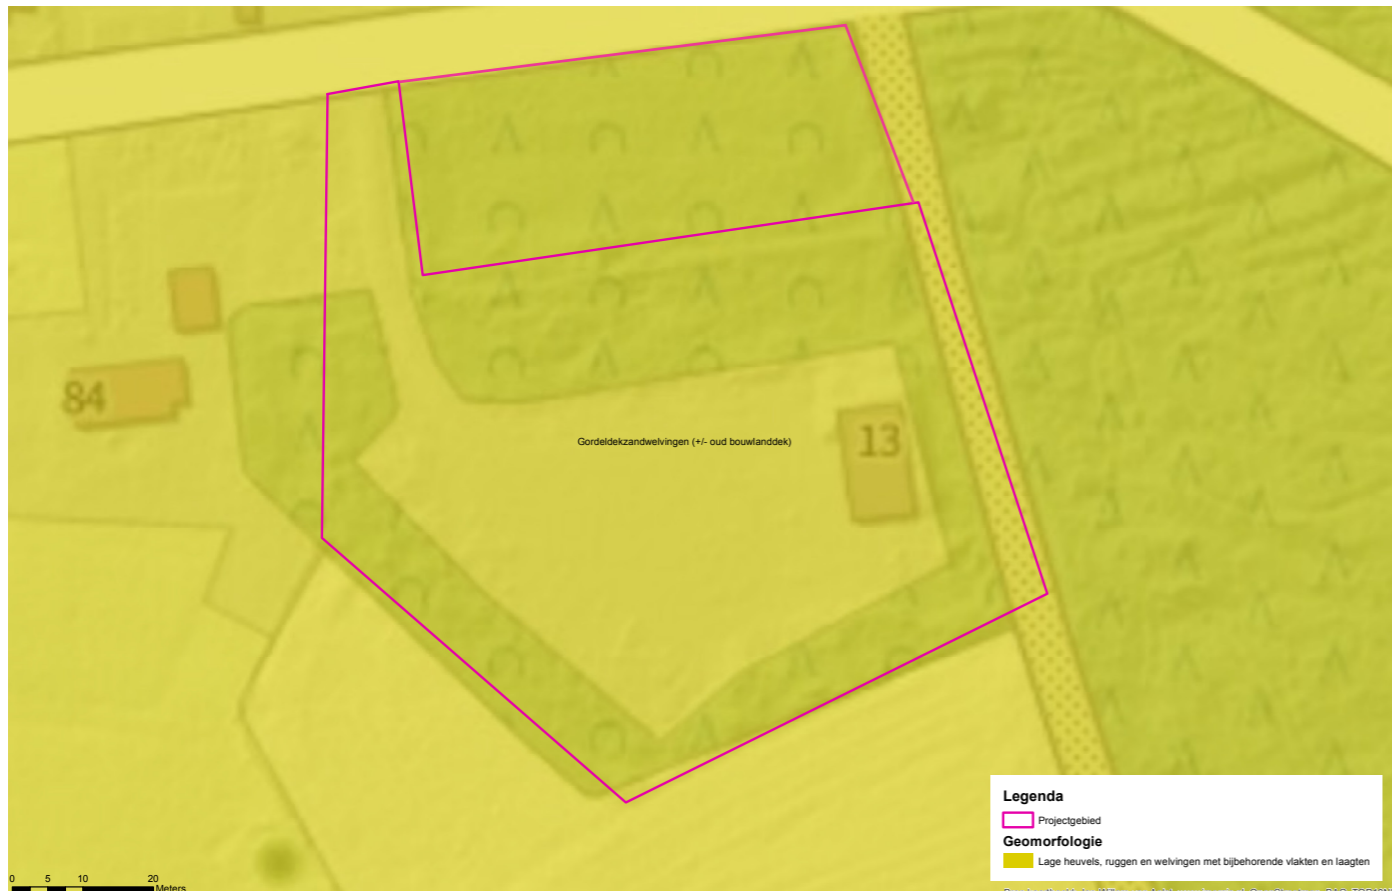 84
13
Gordeldekzandwelvingen (+/- oud bouwlanddek)
Legenda
Projectgebied
Geomorfologie
Lage heuvels, ruggen en welvingen met bijbehorende vlakten en laagten
0 5 10 20
Meters